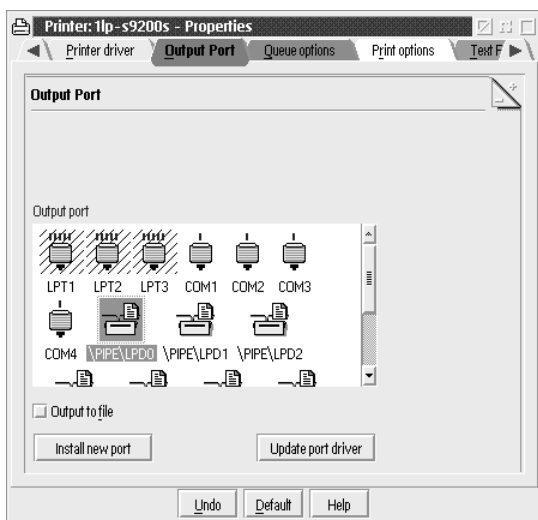 Printer: 1lp-s9200s - Properties
Printer driver Output Port Queue options Print options Text F
Output Port
Output port
LPT1 LPT2 LPT3 COM1 COM2 COM3
COM4 \PIPE\LPD0 \PIPE\LPD1 \PIPE\LPD2
Output to file
Install new port Update port driver
Undo Default Help